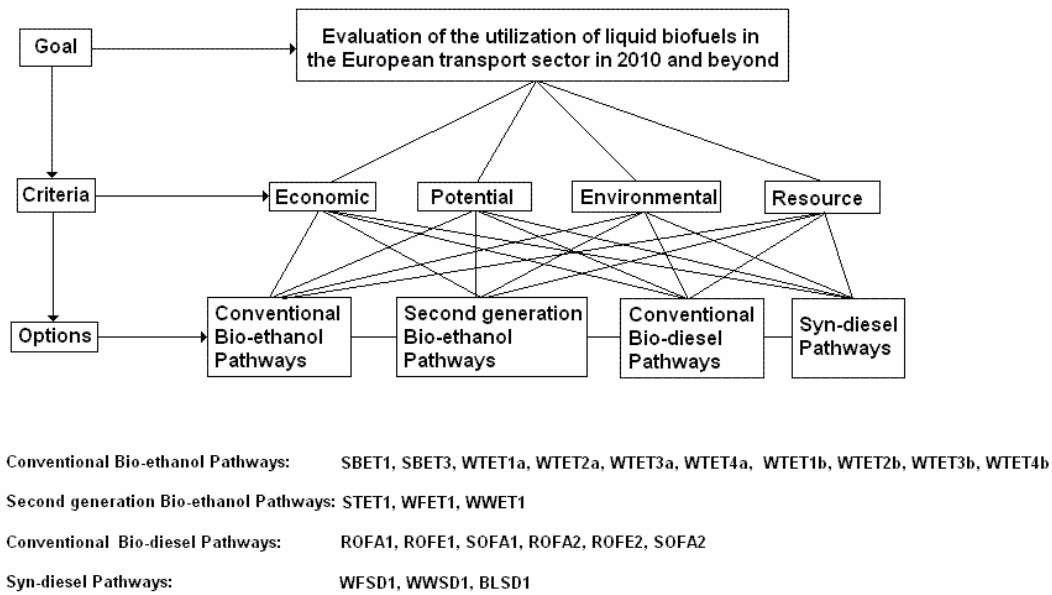 Goal
Evaluation of the utilization of liquid biofuels in
the European transport sector in 2010 and beyond
Criteria
Economic
Potential
Environmental
Resource
Options
Conventional
Bio-ethanol
Pathways
Second generation
Bio-ethanol
Pathways
Conventional
Bio-diesel
Pathways
Syn-diesel
Pathways
Conventional Bio-ethanol Pathways: SBET1, SBET3, WTET1a, WTET2a, WTET3a, WTET4a, WTET1b, WTET2b, WTET3b, WTET4b
Second generation Bio-ethanol Pathways: STET1, WFET1, WWET1
Conventional Bio-diesel Pathways: ROFA1, ROFE1, SOFA1, ROFA2, ROFE2, SOFA2
Syn-diesel Pathways: WFSD1, WWSD1, BLSD1